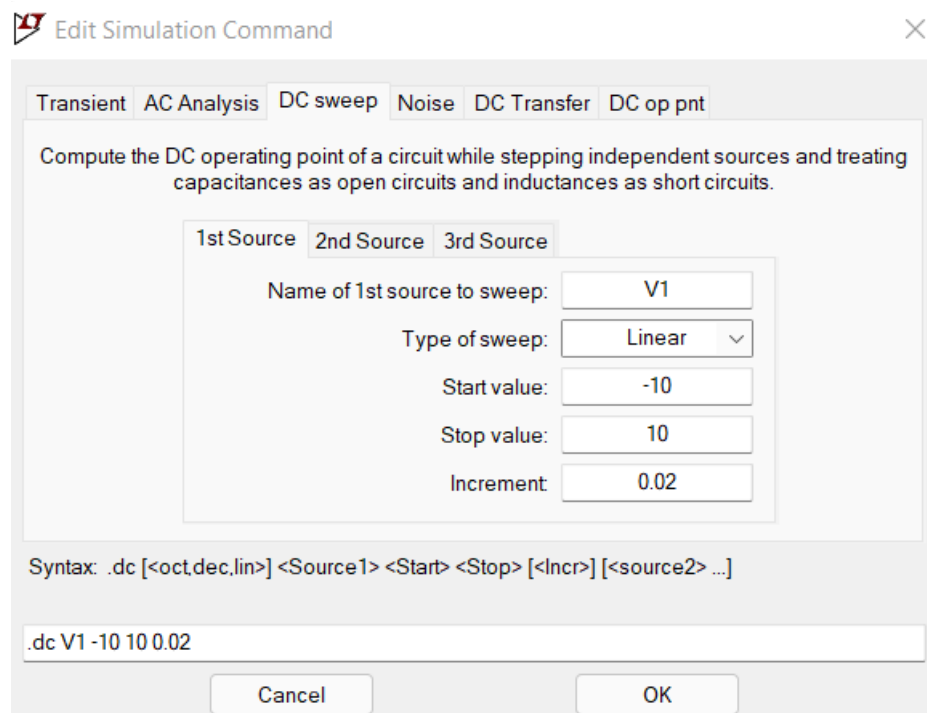 Edit Simulation Command
Transient AC Analysis DC sweep Noise DC Transfer DC op pnt
Compute the DC operating point of a circuit while stepping independent sources and treating
capacitances as open circuits and inductances as short circuits.
1st Source 2nd Source 3rd Source
Name of 1st source to sweep: V1
Type of sweep: Linear
Start value: -10
Stop value: 10
Increment: 0.02
Syntax: .dc [<oct,dec,lin>] <Source1> <Start> <Stop> [<Incr>] [<source2> ...]
.dc V1 -10 10 0.02
Cancel OK